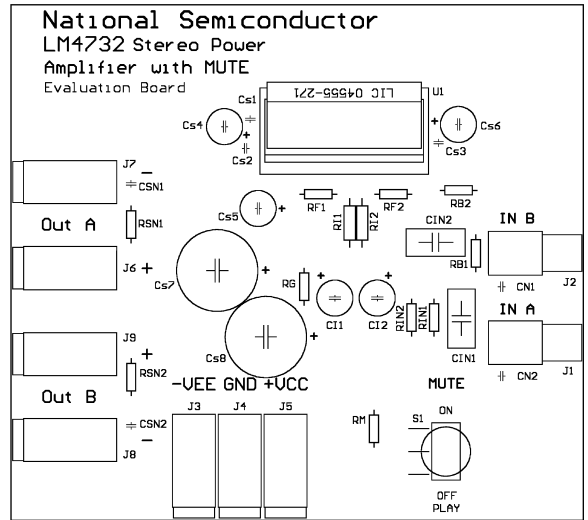 National Semiconductor
LM4732 Stereo Power
Amplifier with MUTE
Evaluation Board
LIC 04555-271
U1
Cs1
Cs4
+
Cs2
+
Cs6
Cs3
J7
-
CSN1
RSN1
Out A
J6
+
Cs5
+
RF1
RI1
RI2
RF2
RB2
CIN2
IN B
RB1
J2
CN1
Cs7
+
RG
+
CI1
+
CI2
RIN2
RIN1
CIN1
IN A
J1
CN2
Cs8
+
J9
+
RSN2
Out B
CSN2
-
J8
-VEE GND +VCC
J3
J4
J5
MUTE
RM
S1
ON
OFF
PLAY